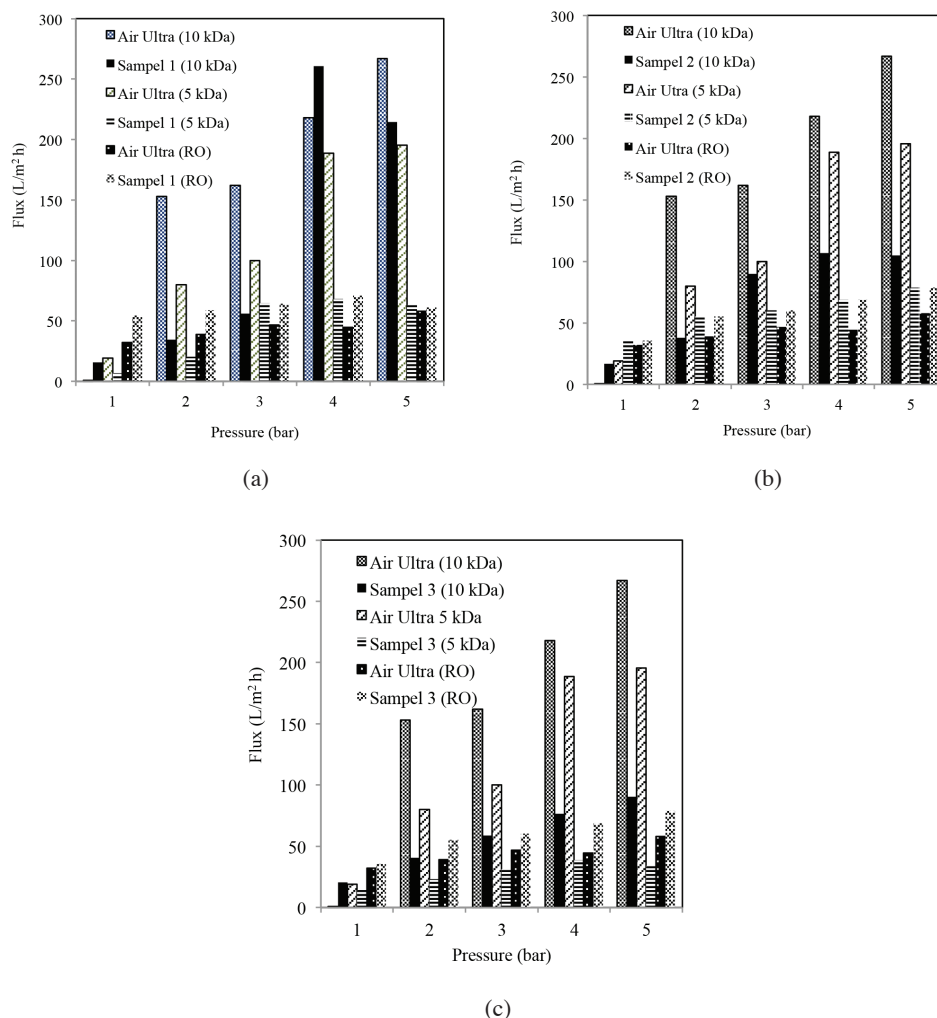 300
250
200
150
100
50
0
Flux (L/m² h)
Air Ultra (10 kDa)
Sampel 1 (10 kDa)
Air Ultra (5 kDa)
Sampel 1 (5 kDa)
Air Ultra (RO)
Sampel 1 (RO)
1 2 3 4 5
Pressure (bar)
(a)
300
250
200
150
100
50
0
Flux (L/m² h)
Air Ultra (10 kDa)
Sampel 2 (10 kDa)
Air Utra (5 kDa)
Sampel 2 (5 kDa)
Air Ultra (RO)
Sampel 2 (RO)
1 2 3 4 5
Pressure (bar)
(b)
300
250
200
150
100
50
0
Flux (L/m² h)
Air Ultra (10 kDa)
Sampel 3 (10 kDa)
Air Ultra 5 kDa
Sampel 3 (5 kDa)
Air Ultra (RO)
Sampel 3 (RO)
1 2 3 4 5
Pressure (bar)
(c)